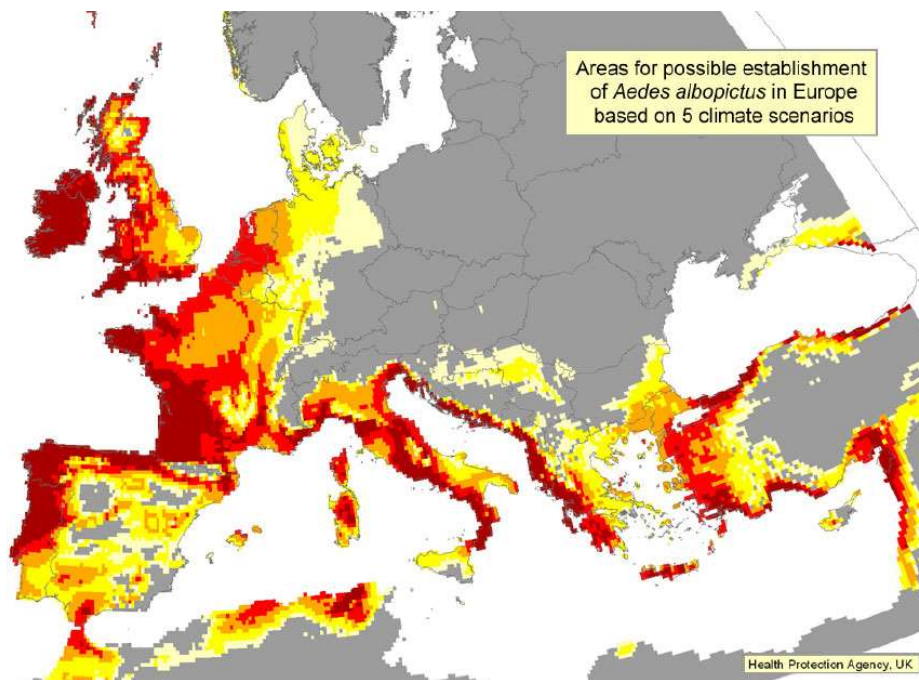 Areas for possible establishment
of Aedes albopictus in Europe
based on 5 climate scenarios
Health Protection Agency, UK